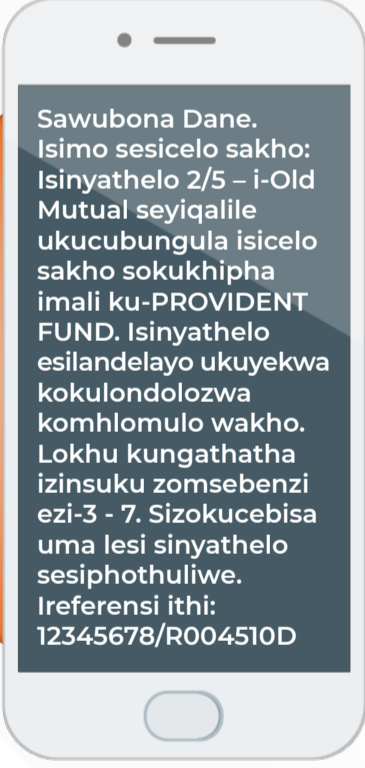 Sawubona Dane.
Isimo sesicelo sakho:
Isinyathelo 2/5 – i-Old
Mutual seyiqalile
ukucubungula isicelo
sakho sokukhipha
imali ku-PROVIDENT
FUND. Isinyathelo
esilandelayo ukuyekwa
kokulondolozwa
komhlomulo wakho.
Lokhu kungathatha
izinsuku zomsebenzi
ezi-3 - 7. Sizokucebisa
uma lesi sinyathelo
sesiphothuliwe.
Ireferensi ithi:
12345678/R004510D